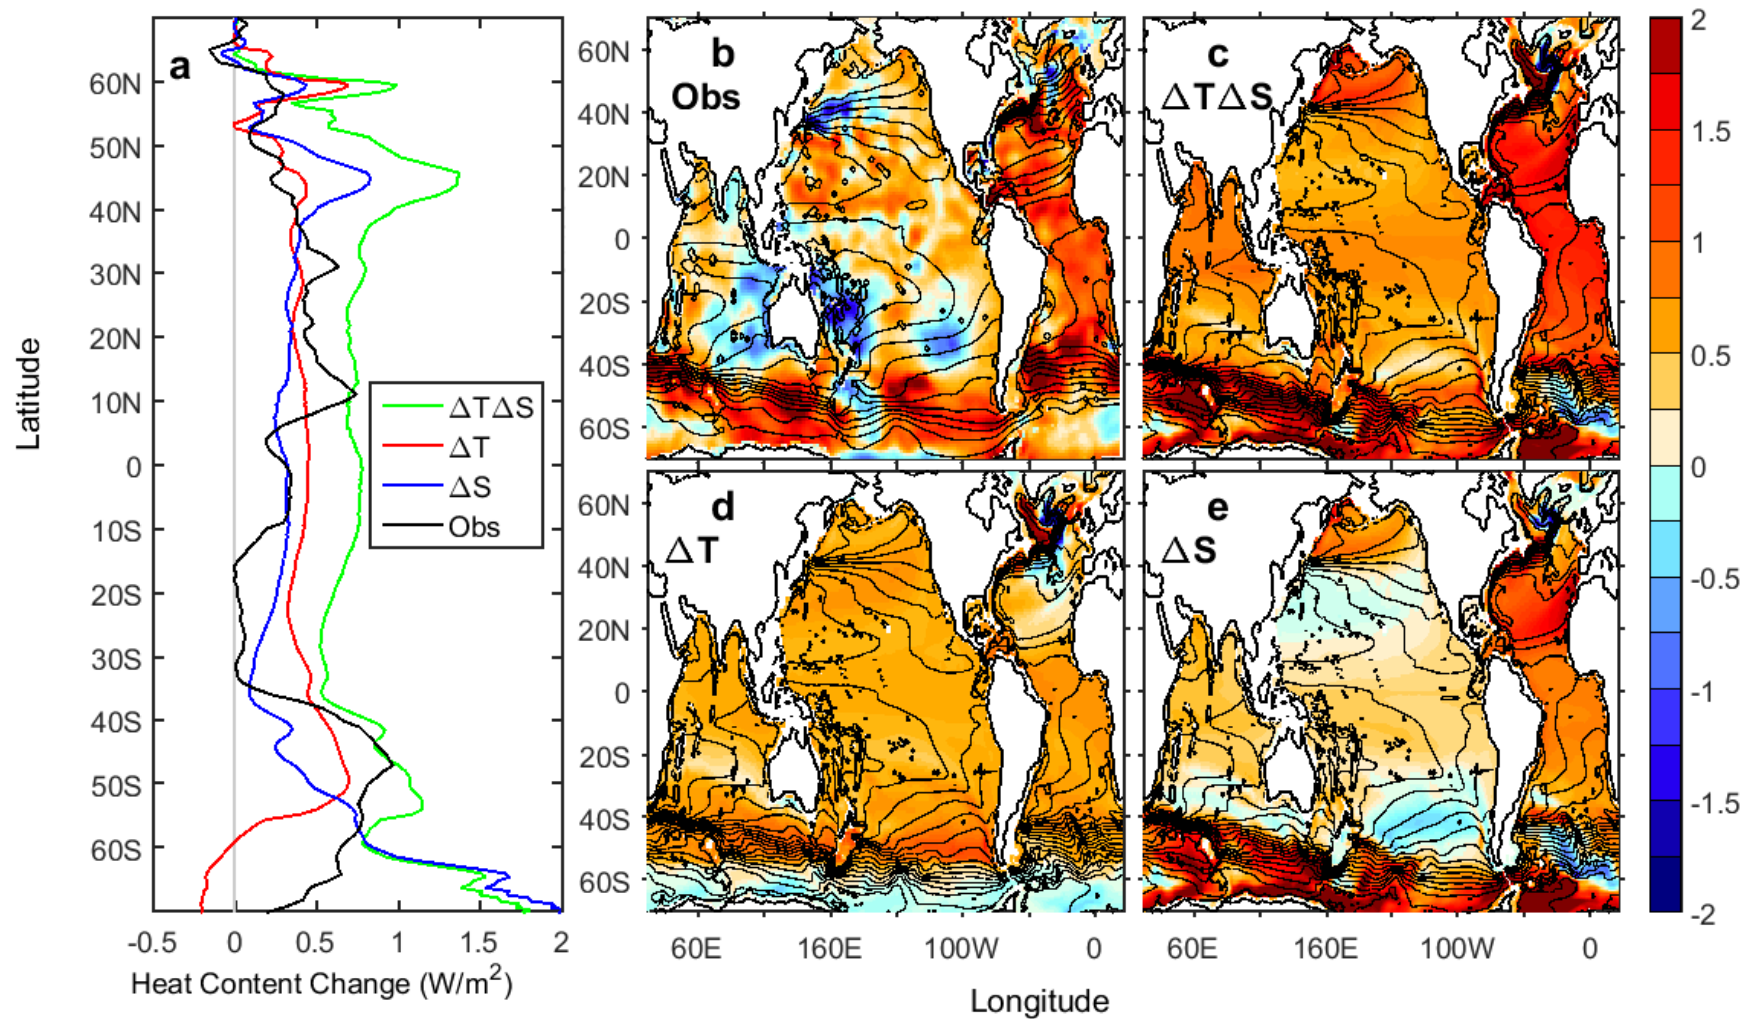 a
Latitude
60N
50N
40N
30N
20N
10N
0
10S
20S
30S
40S
50S
60S
-0.5
0
0.5
1
1.5
2
Heat Content Change (W/m²)
ΔTΔS
ΔT
ΔS
Obs
b
Obs
60N
40N
20N
0
20S
40S
60S
c
ΔTΔS
d
ΔT
60N
40N
20N
0
20S
40S
60S
60E
160E
100W
0
e
ΔS
60E
160E
100W
0
Longitude
2
1.5
1
0.5
0
-0.5
-1
-1.5
-2